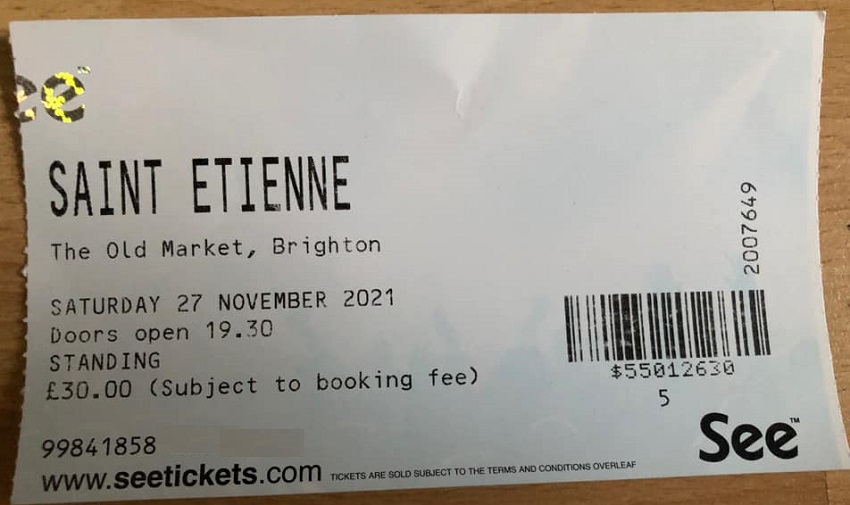 ee™
SAINT ETIENNE
The Old Market, Brighton
SATURDAY 27 NOVEMBER 2021
Doors open 19.30
STANDING
£30.00 (Subject to booking fee)
99841858
www.seetickets.com
TICKETS ARE SOLD SUBJECT TO THE TERMS AND CONDITIONS OVERLEAF
2007649
$55012630
5
See™